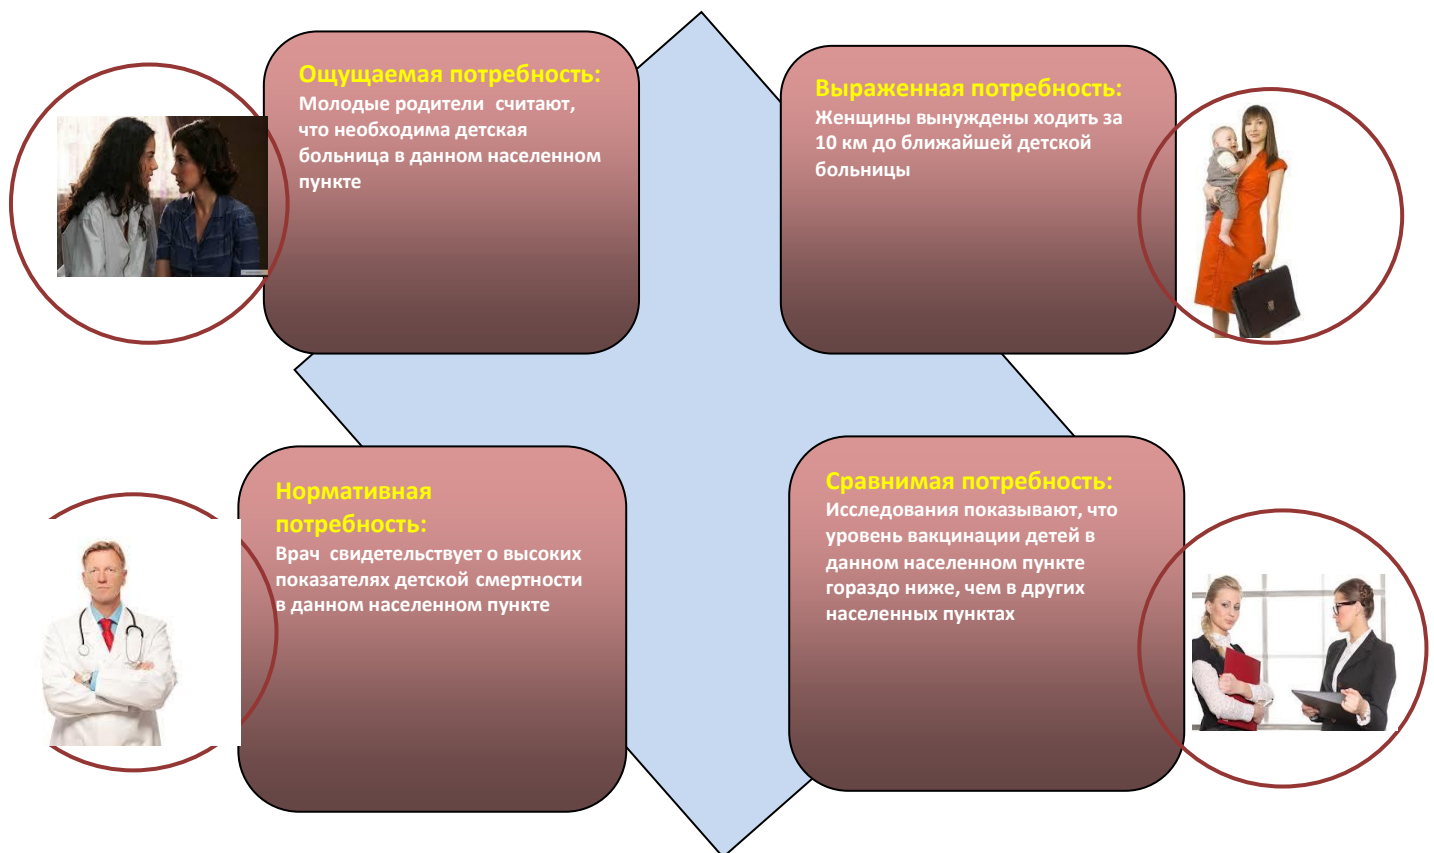 Ощущаемая потребность:
Молодые родители считают,
что необходима детская
больница в данном населенном
пункте
Выраженная потребность:
Женщины вынуждены ходить за
10 км до ближайшей детской
больницы
Нормативная
потребность:
Врач свидетельствует о высоких
показателях детской смертности
в данном населенном пункте
Сравнимая потребность:
Исследования показывают, что
уровень вакцинации детей в
данном населенном пункте
гораздо ниже, чем в других
населенных пунктах